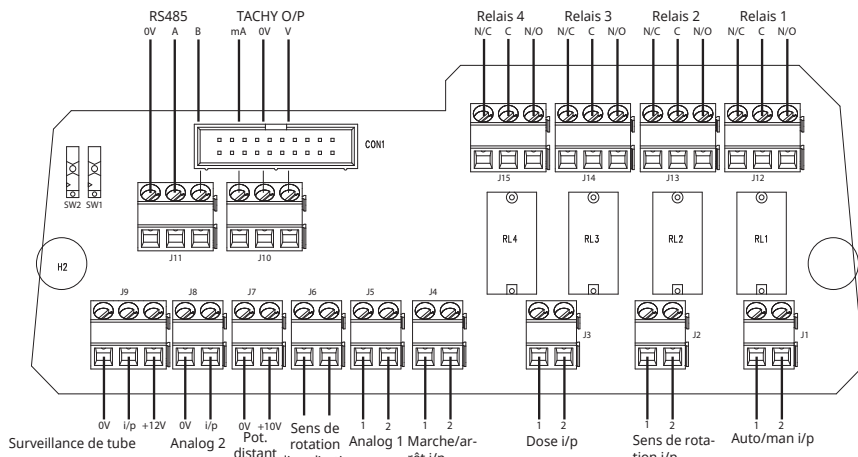 RS485 TACHY O/P Relais 4 Relais 3 Relais 2 Relais 1
0V A B mA 0V V N/C C N/O N/C C N/O N/C C N/O N/C C N/O
CON1
J15 J14 J13 J12
SW2 SW1
J11 J10
RL4 RL3 RL2 RL1
H2
J9 J8 J7 J6 J5 J4
J3 J2 J1
0V i/p +12V 0V i/p 0V +10V 1 2 1 2 1 2 1 2 1 2
Surveillance de tube
Analog 2
Pot.
distant
Sens de
rotation
Analog 1
Marche/ar-
rêt i/p
Dose i/p
Sens de rota-
tion i/p
Auto/man i/p